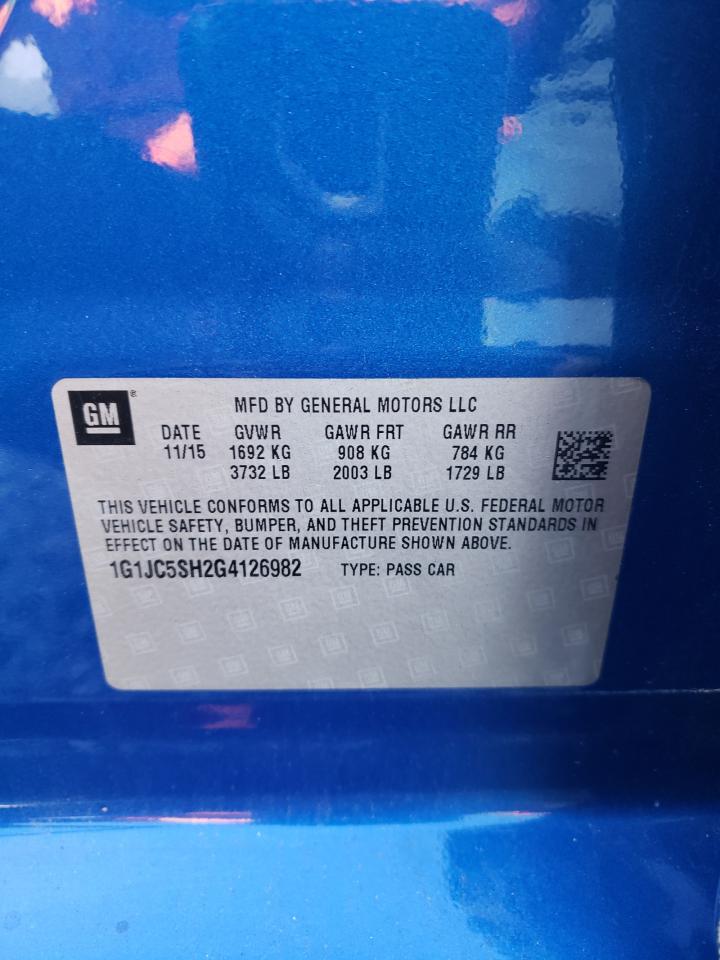 GM®
MFD BY GENERAL MOTORS LLC
DATE GVWR GAWR FRT GAWR RR
11/15 1692 KG 908 KG 784 KG
3732 LB 2003 LB 1729 LB
THIS VEHICLE CONFORMS TO ALL APPLICABLE U.S. FEDERAL MOTOR
VEHICLE SAFETY, BUMPER, AND THEFT PREVENTION STANDARDS IN
EFFECT ON THE DATE OF MANUFACTURE SHOWN ABOVE.
1G1JC5SH2G4126982 TYPE: PASS CAR